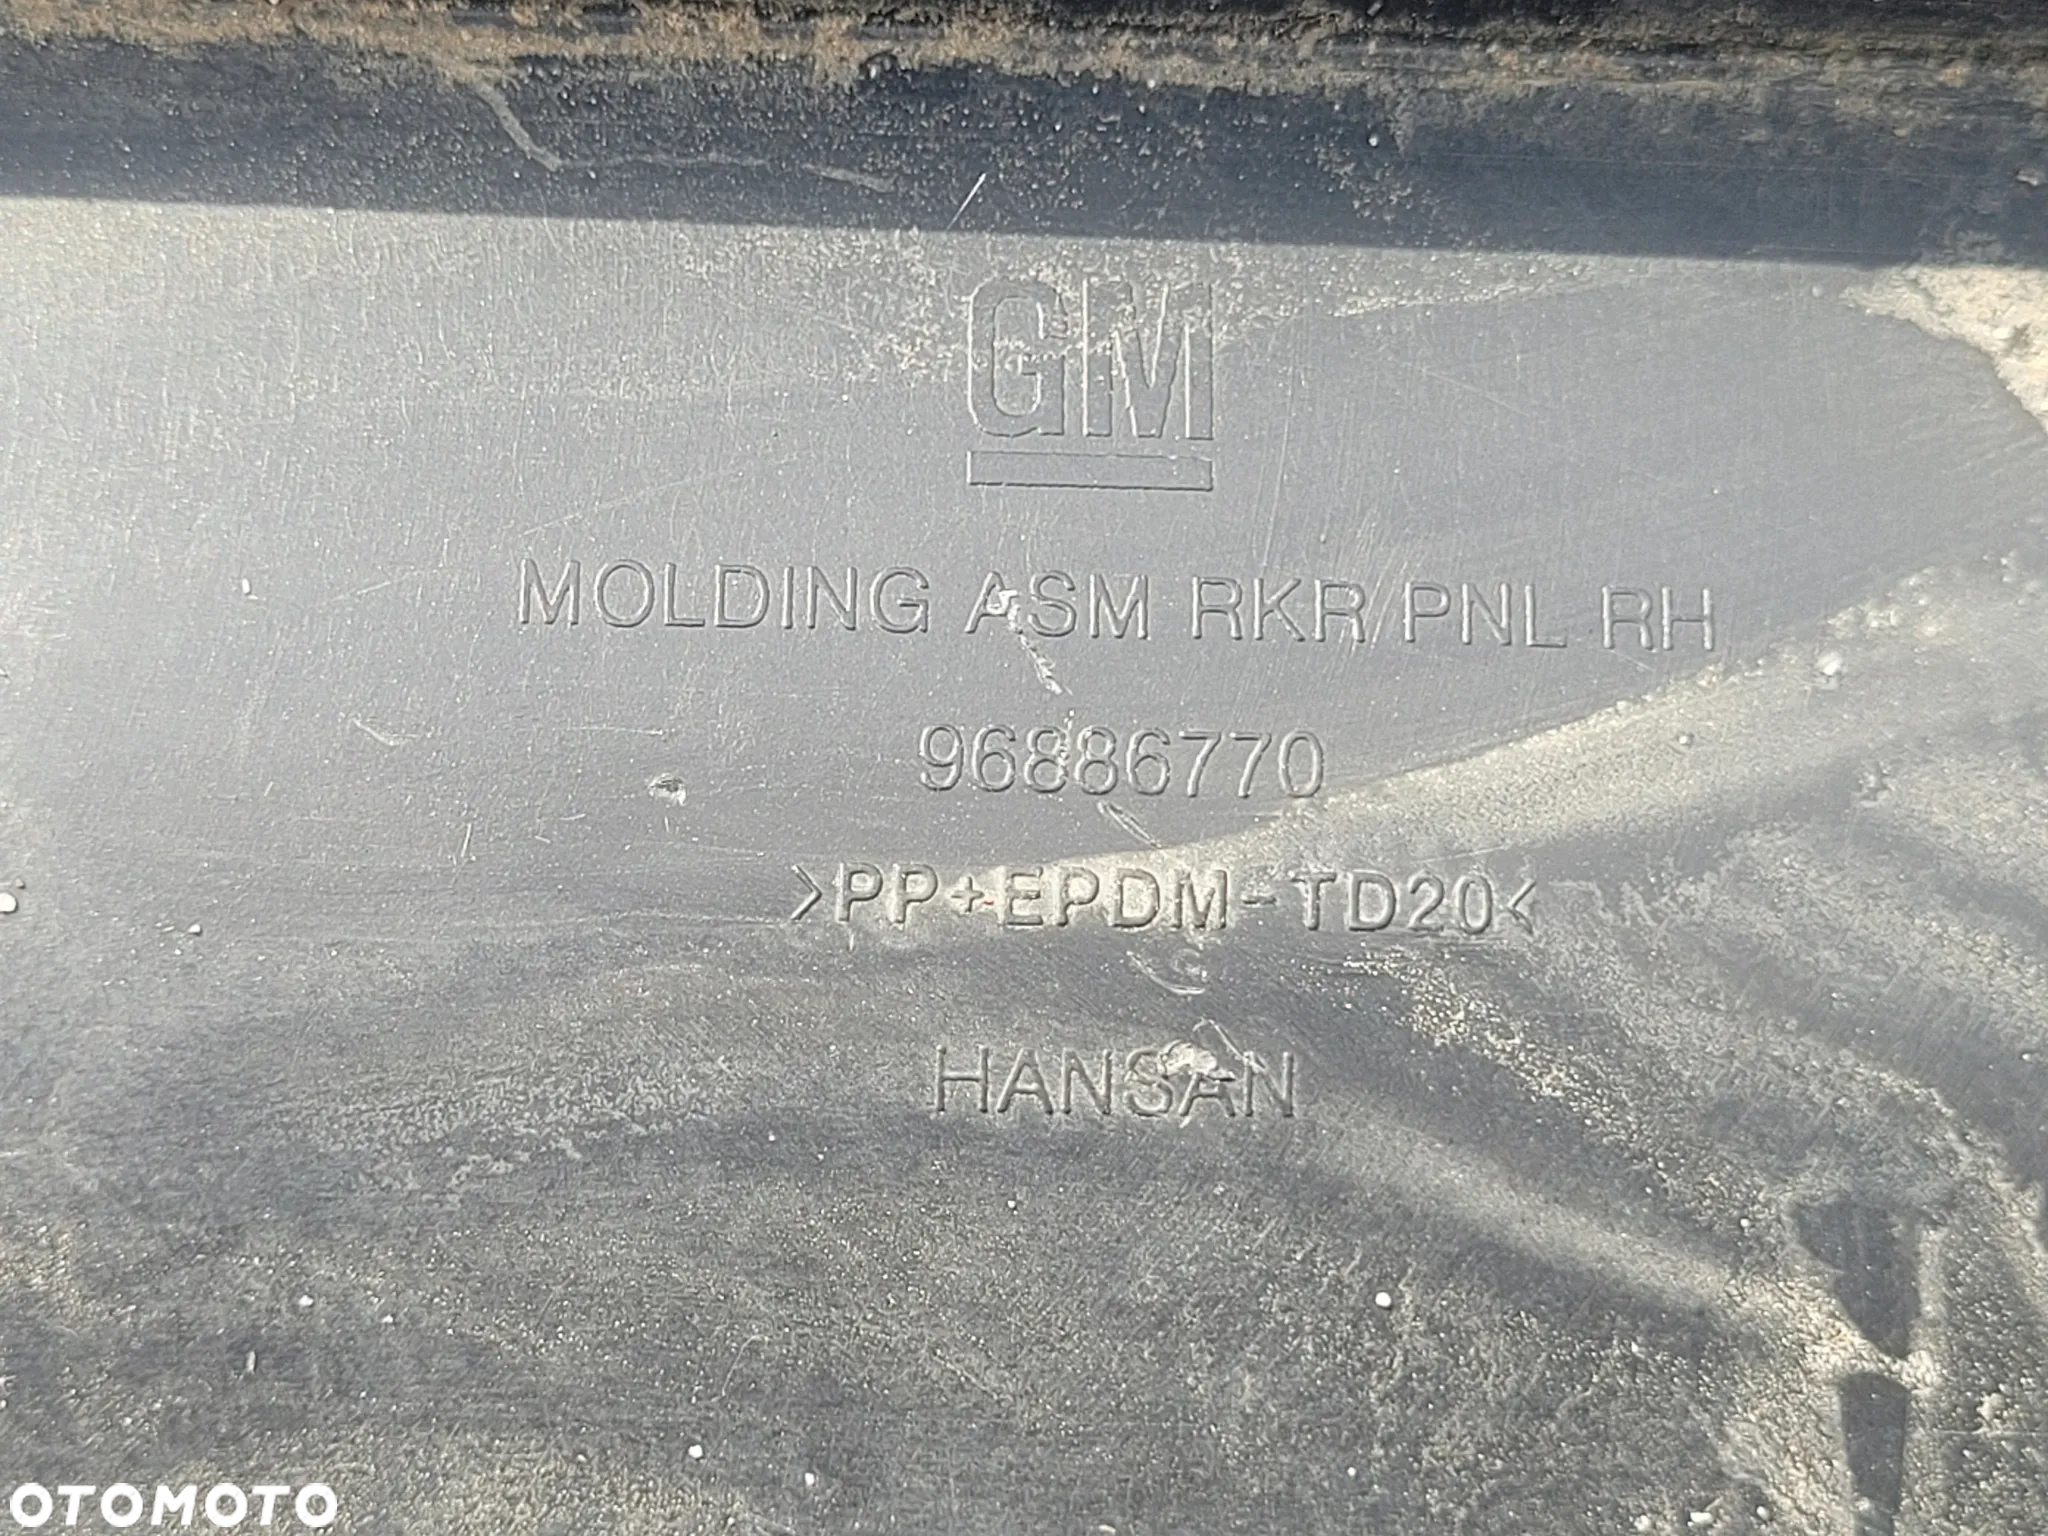 GM
MOLDING ASM RKR/PNL RH
96886770
>PP+EPDM-TD20<
HANSAN
OTOMOTO